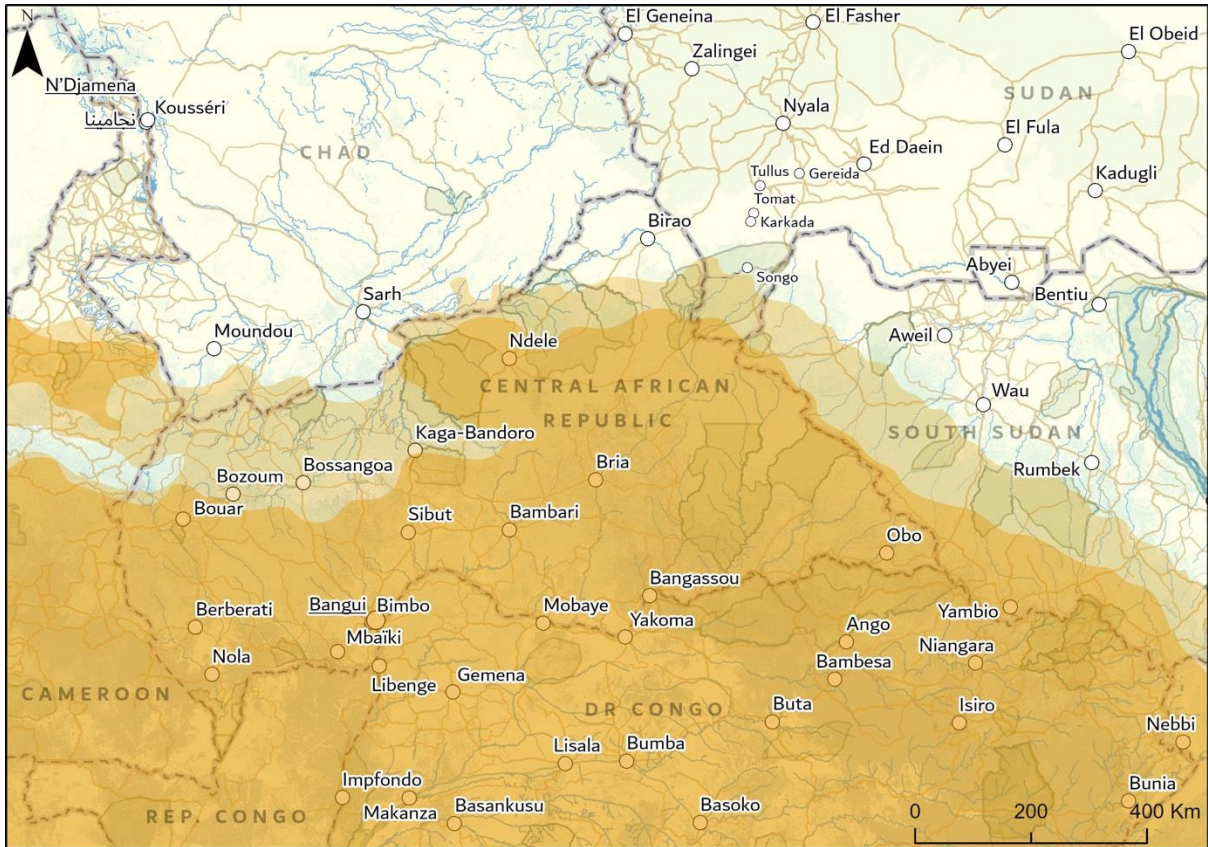 N
El Geneina
El Fasher
El Obeid
Zalingei
N'Djamena
SUDAN
Kousséri
نجامينا
Nyala
CHAD
El Fula
Ed Daein
Tullus
Gereida
Kadugli
Tomat
Karkada
Birao
Songo
Abyei
Sarh
Bentiu
Moundou
Aweil
Ndele
CENTRAL AFRICAN
REPUBLIC
Wau
SOUTH SUDAN
Kaga-Bandoro
Bria
Rumbek
Bozoum
Bossangoa
Bouar
Sibut
Bambari
Obo
Bangassou
Berberati
Bangui
Bimbo
Mobaye
Yambio
Yakoma
Ango
Mbaïki
Niangara
Nola
Bambesa
Libenge
Gemena
CAMEROON
DR CONGO
Buta
Isiro
Nebbi
Lisala
Bumba
Impfondo
Bunia
Makanza
Basankusu
Basoko
REP. CONGO
0 200 400 Km